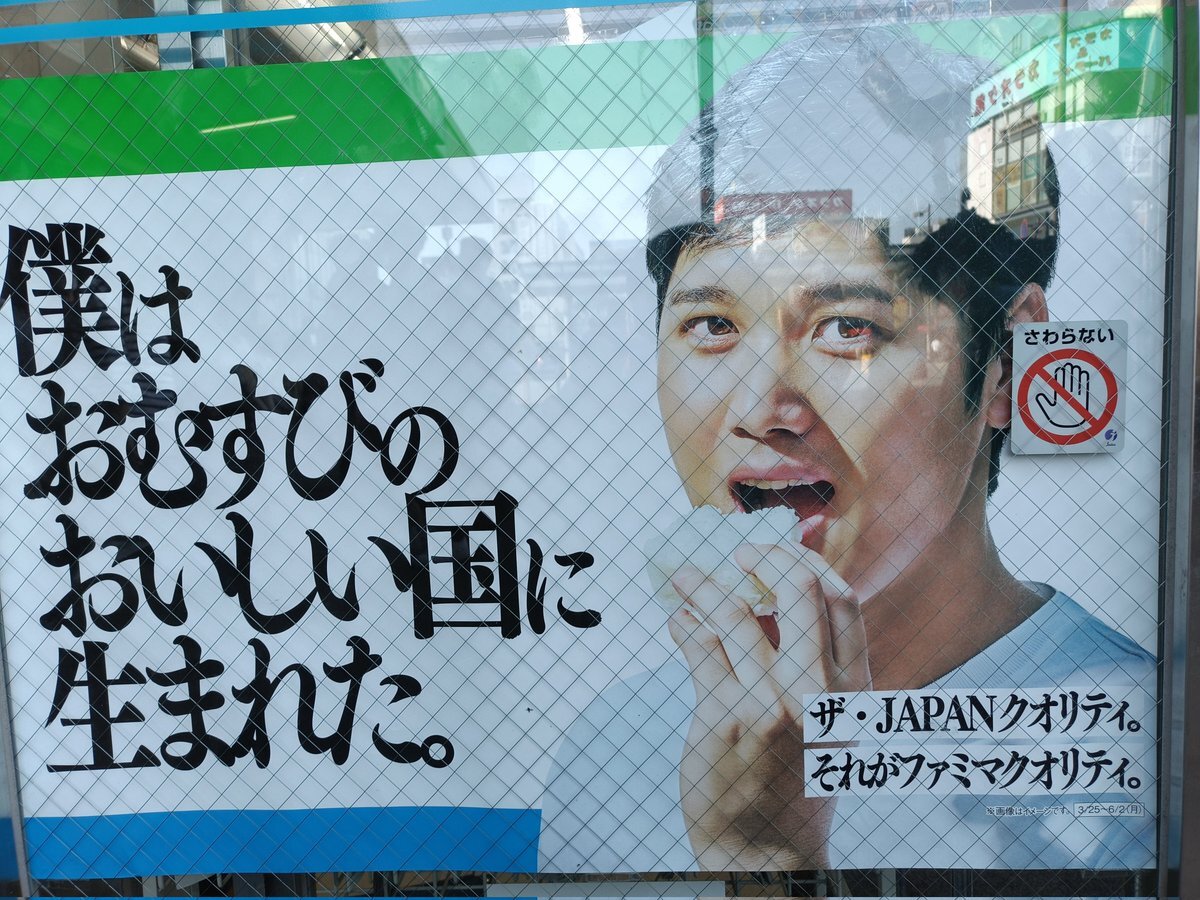 僕は
おむすびの
おいしい国に
生まれた。
さわらない
ザ・JAPANクオリティ。
それがファミマクオリティ。
※画像はイメージです。 3/25~6/2(月)